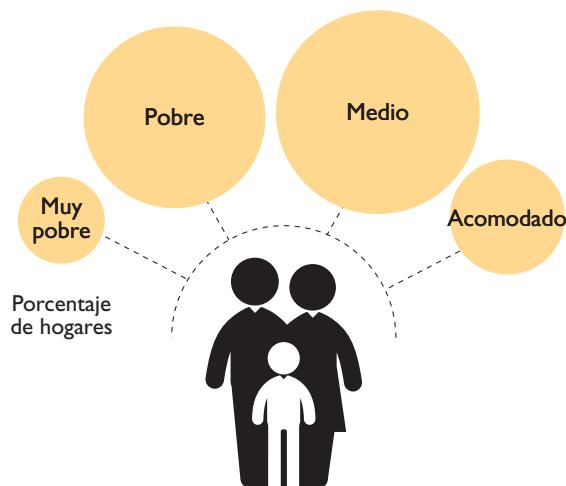 Pobre
Medio
Muy
pobre
Acomodado
Porcentaje
de hogares